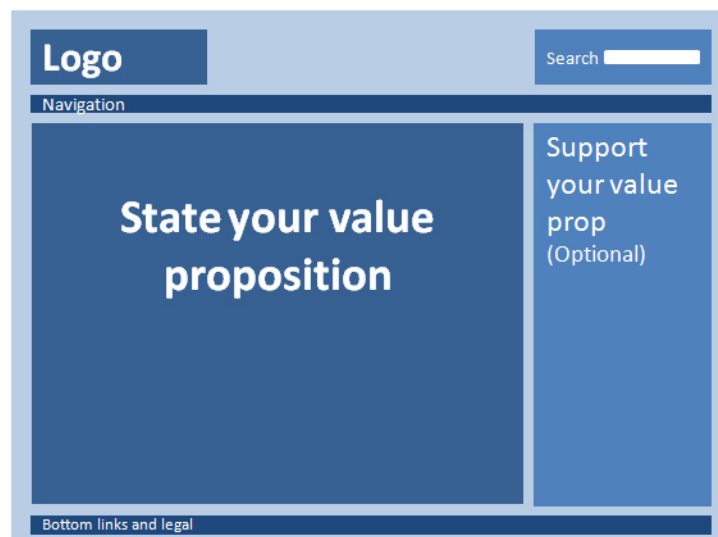 Logo
Search
Navigation
State your value
proposition
Support
your value
prop
(Optional)
Bottom links and legal